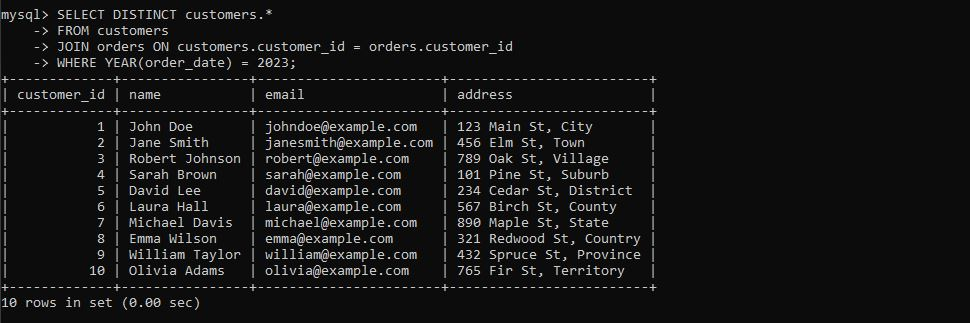 mysql> SELECT DISTINCT customers.*
    -> FROM customers
    -> JOIN orders ON customers.customer_id = orders.customer_id
    -> WHERE YEAR(order_date) = 2023;
+-------------+----------------+-----------------------+-------------------------+
| customer_id | name           | email                 | address                 |
+-------------+----------------+-----------------------+-------------------------+
|           1 | John Doe       | johndoe@example.com   | 123 Main St, City       |
|           2 | Jane Smith     | janesmith@example.com | 456 Elm St, Town        |
|           3 | Robert Johnson | robert@example.com    | 789 Oak St, Village     |
|           4 | Sarah Brown    | sarah@example.com     | 101 Pine St, Suburb     |
|           5 | David Lee      | david@example.com     | 234 Cedar St, District  |
|           6 | Laura Hall     | laura@example.com     | 567 Birch St, County    |
|           7 | Michael Davis  | michael@example.com   | 890 Maple St, State     |
|           8 | Emma Wilson    | emma@example.com      | 321 Redwood St, Country |
|           9 | William Taylor | william@example.com   | 432 Spruce St, Province |
|          10 | Olivia Adams   | olivia@example.com    | 765 Fir St, Territory   |
+-------------+----------------+-----------------------+-------------------------+
10 rows in set (0.00 sec)